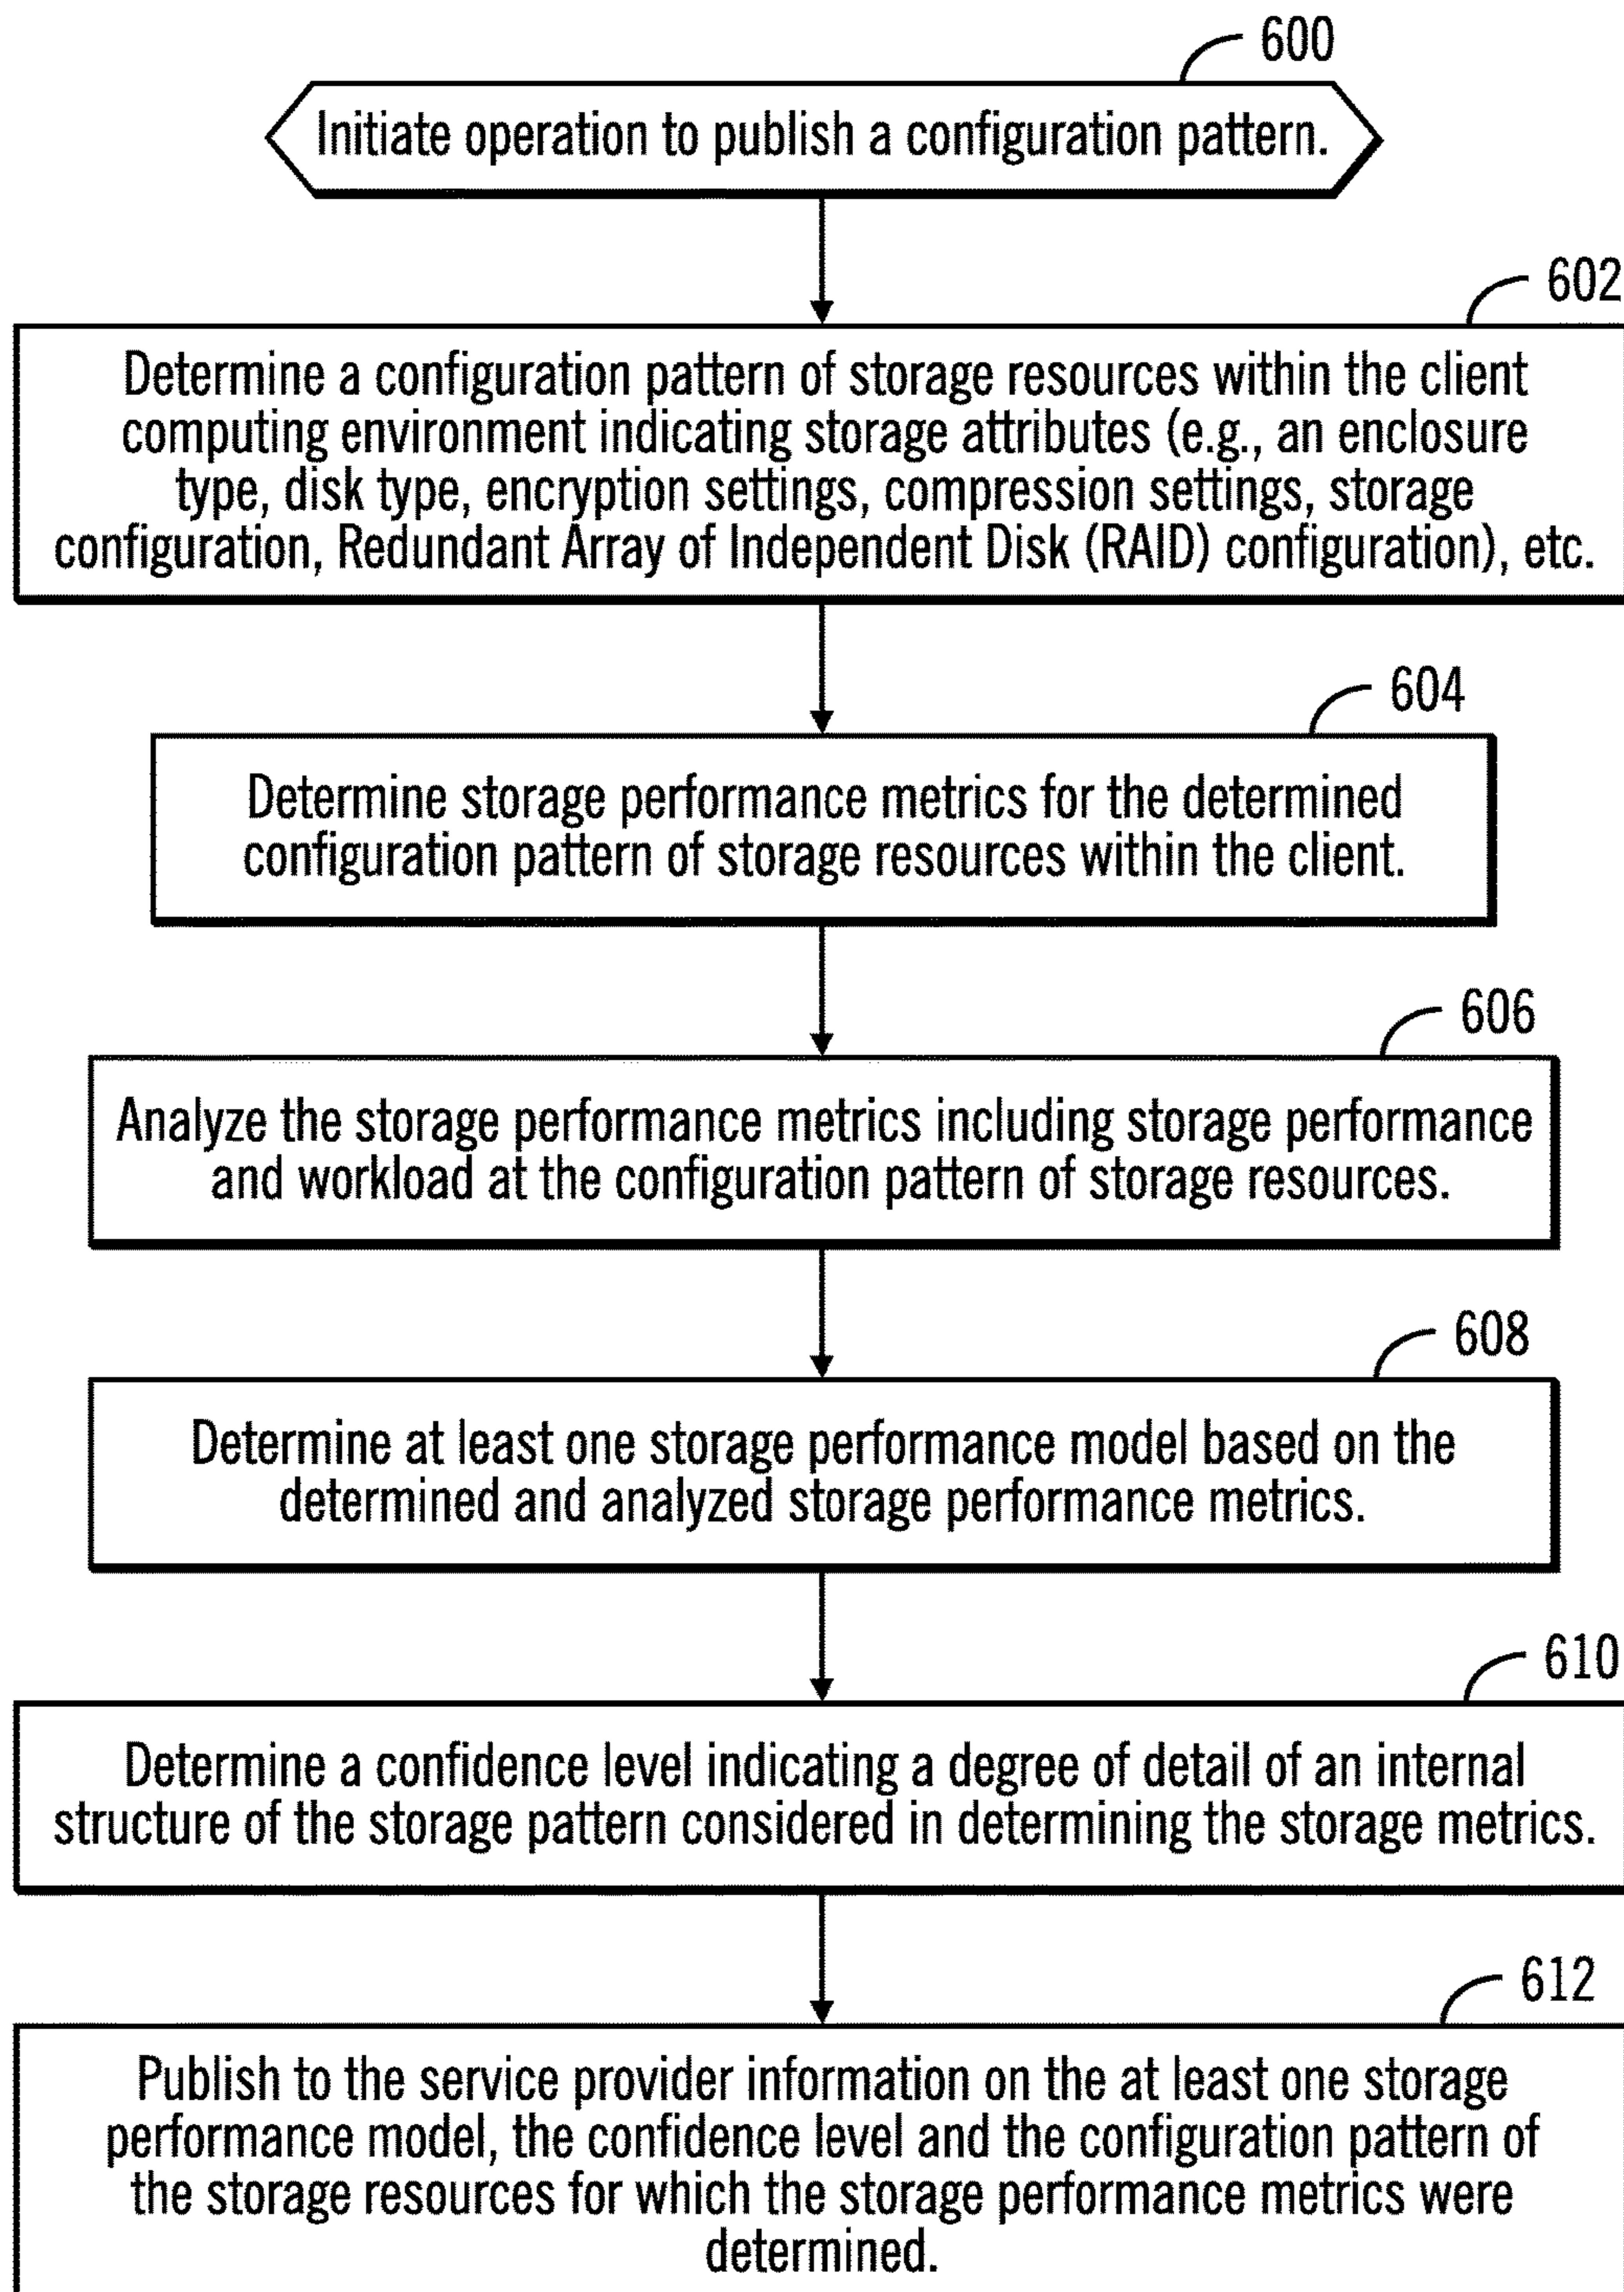 600
Initiate operation to publish a configuration pattern.
602
Determine a configuration pattern of storage resources within the client
computing environment indicating storage attributes (e.g., an enclosure
type, disk type, encryption settings, compression settings, storage
configuration, Redundant Array of Independent Disk (RAID) configuration), etc.
604
Determine storage performance metrics for the determined
configuration pattern of storage resources within the client.
606
Analyze the storage performance metrics including storage performance
and workload at the configuration pattern of storage resources.
608
Determine at least one storage performance model based on the
determined and analyzed storage performance metrics.
610
Determine a confidence level indicating a degree of detail of an internal
structure of the storage pattern considered in determining the storage metrics.
612
Publish to the service provider information on the at least one storage
performance model, the confidence level and the configuration pattern of
the storage resources for which the storage performance metrics were
determined.